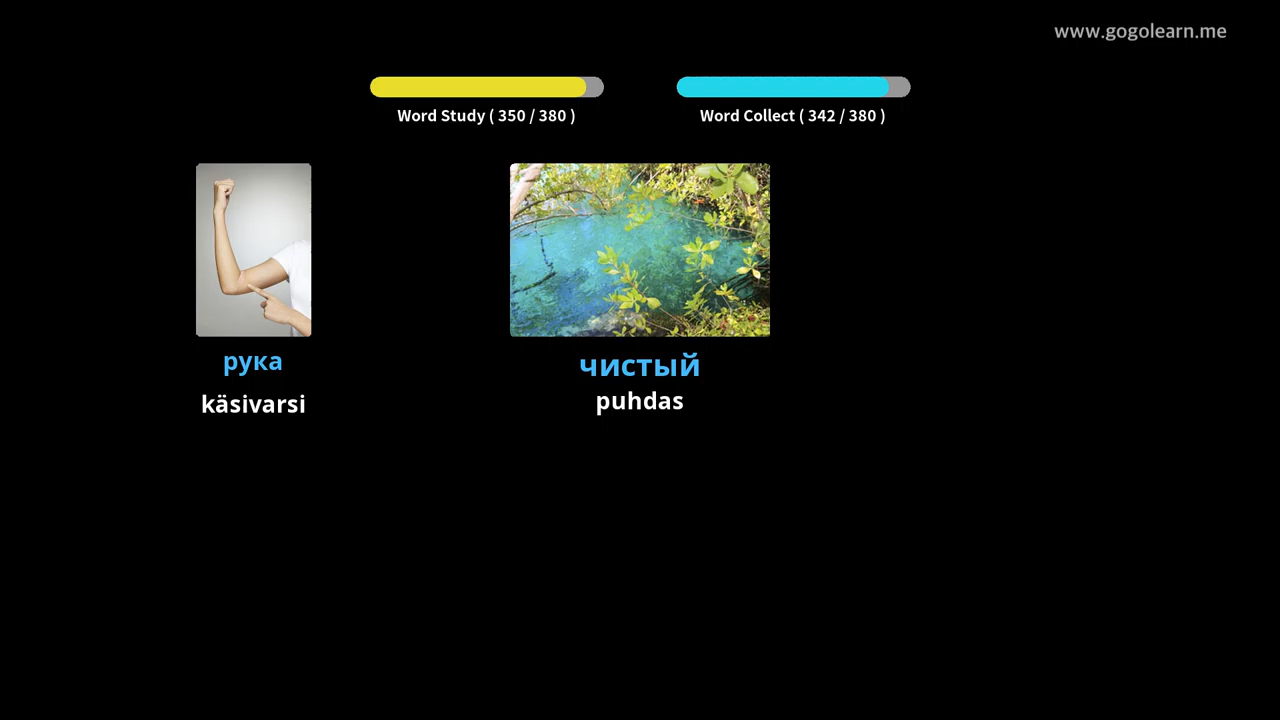 www.gogolearn.me
Word Study ( 350 / 380 )
Word Collect ( 342 / 380 )
рука
käsivarsi
чистый
puhdas